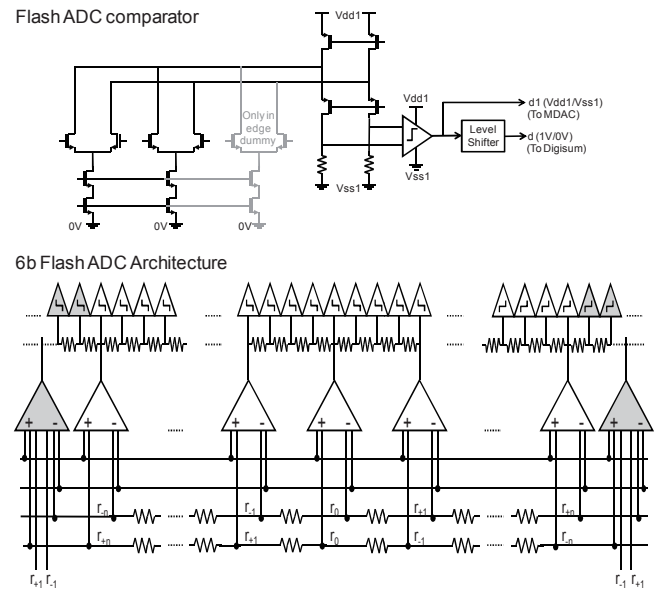 Flash ADC comparator
Vdd1
Only in
edge
dummy
Vdd1
d1 (Vdd1/Vss1)
(To MDAC)
Level
Shifter
d (1V/0V)
(To Digisum)
Vss1
Vss1
0V 0V 0V
6b Flash ADC Architecture
...... ...... ...... ......
...... ...... ...... ......
+ - + - + - + - + - + - + -
...... ......
r-n r-1 r0 r+1 r+n
...... ......
r+n r+1 r0 r-1 r-n
...... ......
r+1 r-1 r-1 r+1